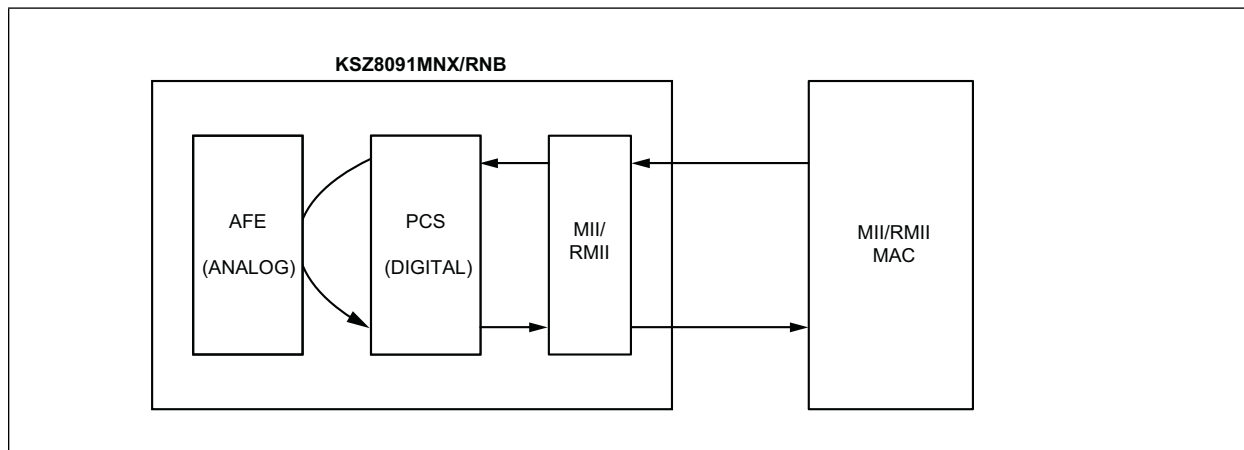 KSZ8091MNX/RNB
AFE
(ANALOG)
PCS
(DIGITAL)
MII/
RMII
MII/RMII
MAC